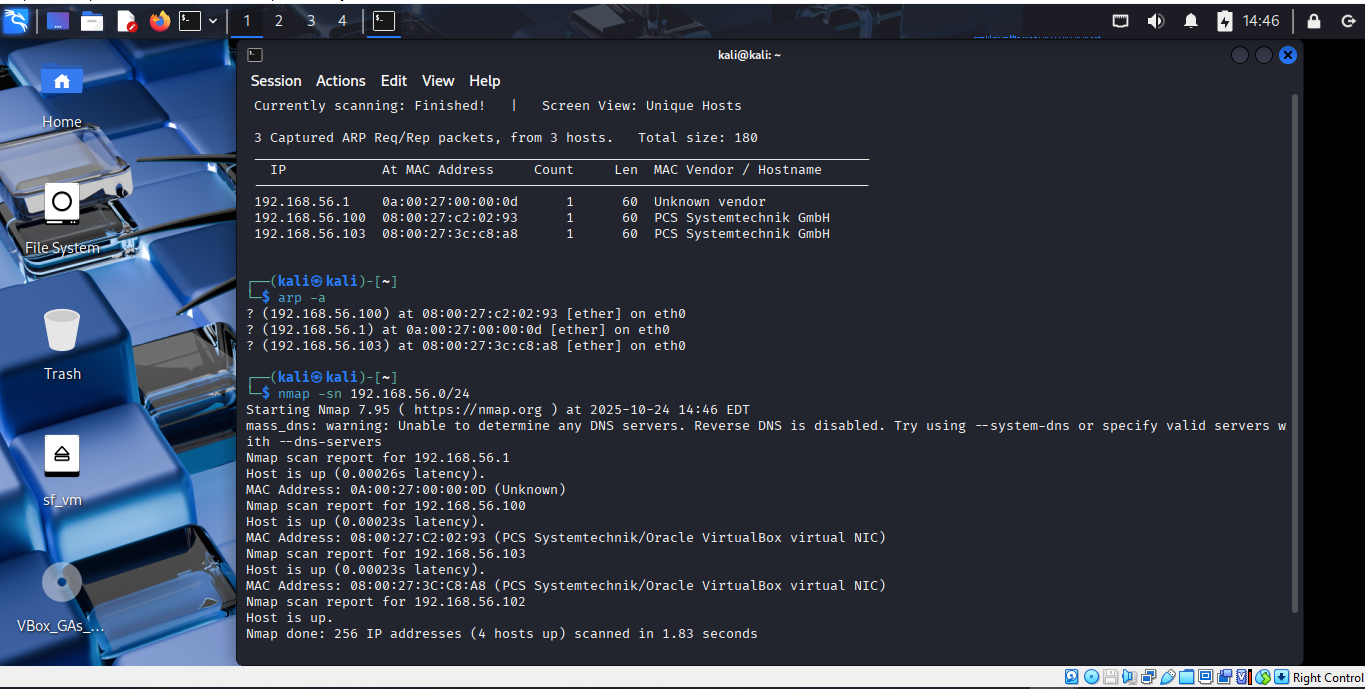 1 2 3 4 14:46
kali@kali: ~
Session Actions Edit View Help
Currently scanning: Finished! | Screen View: Unique Hosts
3 Captured ARP Req/Rep packets, from 3 hosts. Total size: 180
IP At MAC Address Count Len MAC Vendor / Hostname
192.168.56.1 0a:00:27:00:00:0d 1 60 Unknown vendor
192.168.56.100 08:00:27:c2:02:93 1 60 PCS Systemtechnik GmbH
192.168.56.103 08:00:27:3c:c8:a8 1 60 PCS Systemtechnik GmbH
┌──(kali㉿kali)-[~]
└─$ arp -a
? (192.168.56.100) at 08:00:27:c2:02:93 [ether] on eth0
? (192.168.56.1) at 0a:00:27:00:00:0d [ether] on eth0
? (192.168.56.103) at 08:00:27:3c:c8:a8 [ether] on eth0
┌──(kali㉿kali)-[~]
└─$ nmap -sn 192.168.56.0/24
Starting Nmap 7.95 ( https://nmap.org ) at 2025-10-24 14:46 EDT
mass_dns: warning: Unable to determine any DNS servers. Reverse DNS is disabled. Try using --system-dns or specify valid servers w
ith --dns-servers
Nmap scan report for 192.168.56.1
Host is up (0.00026s latency).
MAC Address: 0A:00:27:00:00:0D (Unknown)
Nmap scan report for 192.168.56.100
Host is up (0.00023s latency).
MAC Address: 08:00:27:C2:02:93 (PCS Systemtechnik/Oracle VirtualBox virtual NIC)
Nmap scan report for 192.168.56.103
Host is up (0.00023s latency).
MAC Address: 08:00:27:3C:C8:A8 (PCS Systemtechnik/Oracle VirtualBox virtual NIC)
Nmap scan report for 192.168.56.102
Host is up.
Nmap done: 256 IP addresses (4 hosts up) scanned in 1.83 seconds
Home
File System
Trash
sf_vm
VBox_GAs_...
Right Control